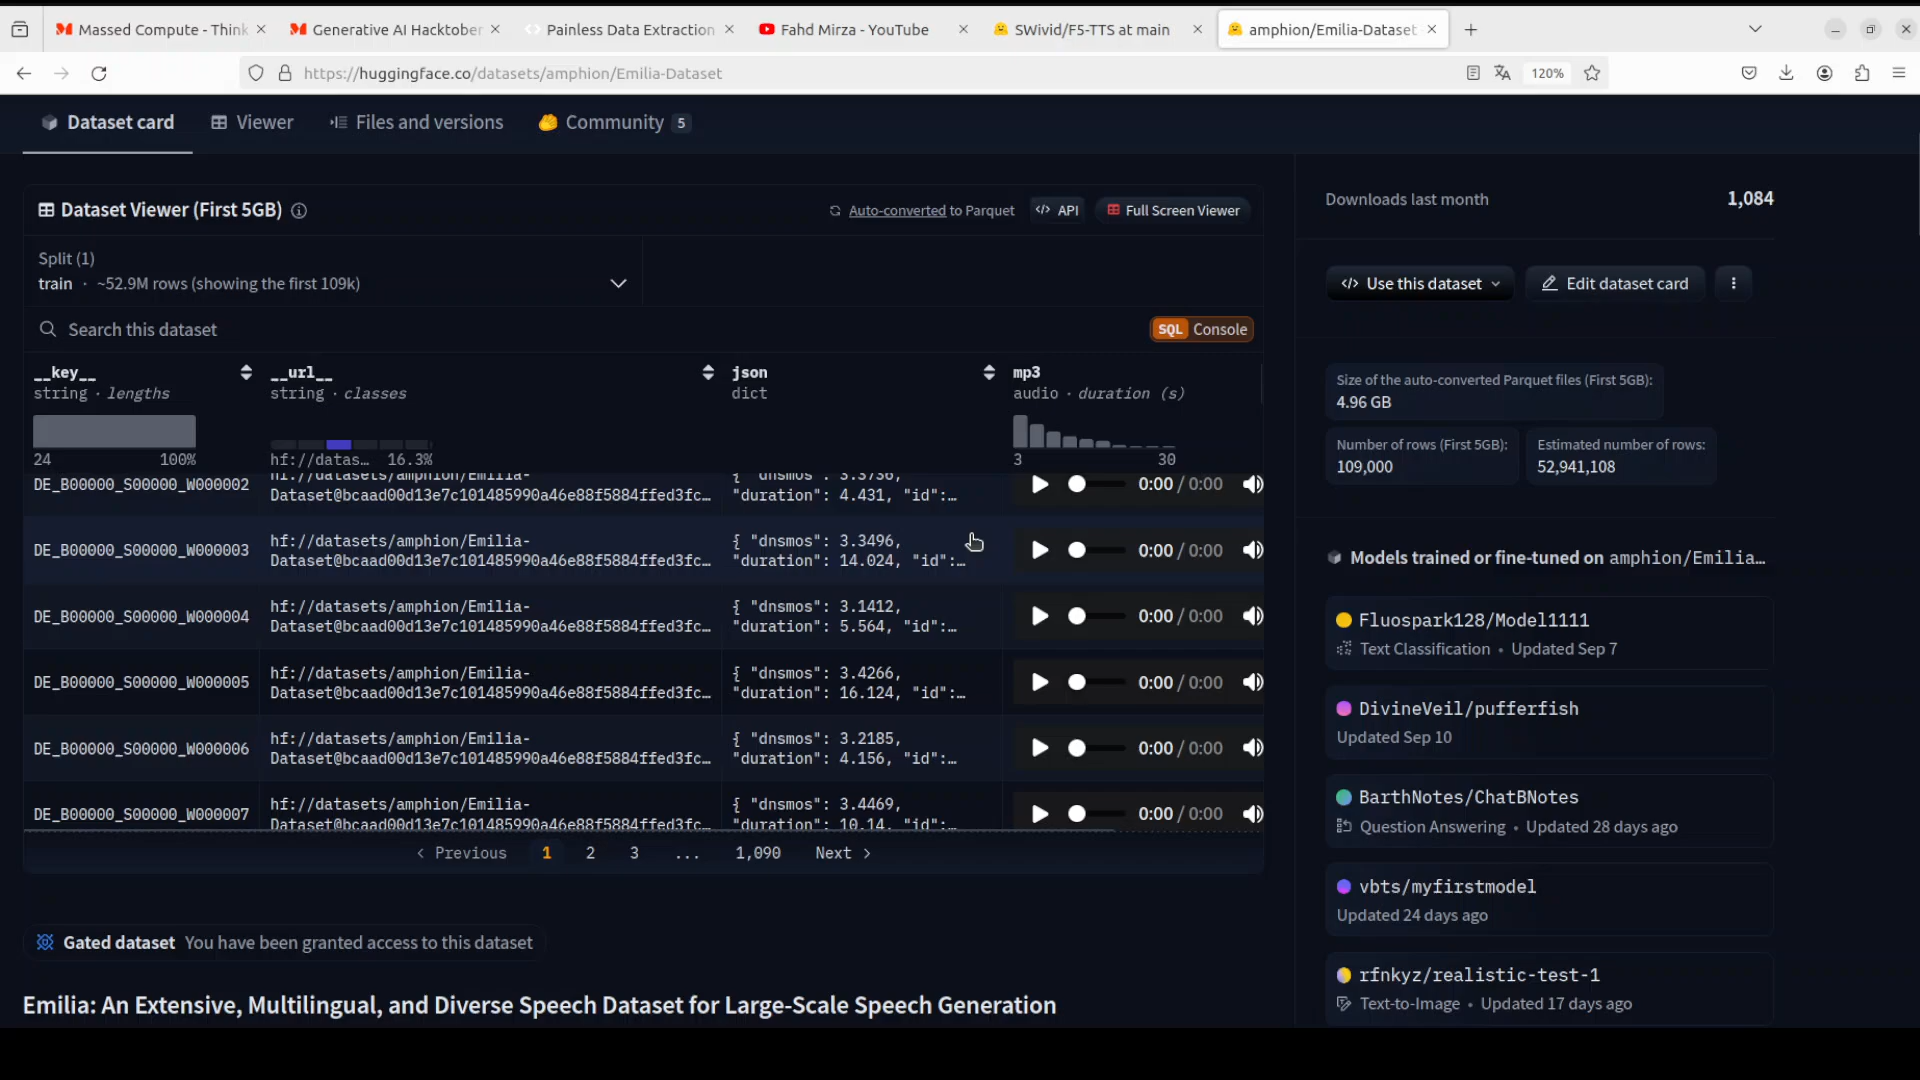 Massed Compute - Think
Generative AI Hacktober
Painless Data Extraction
Fahd Mirza - YouTube
SWivid/F5-TTS at main
amphion/Emilia-Dataset
https://huggingface.co/datasets/amphion/Emilia-Dataset
120%
Dataset card
Viewer
Files and versions
Community 5
Dataset Viewer (First 5GB)
Auto-converted to Parquet
API
Full Screen Viewer
Split (1)
train · ~52.9M rows (showing the first 109k)
Search this dataset
SQL Console
__key__
string · lengths
24 100%
__url__
string · classes
hf://datas… 16.3%
json
dict
mp3
audio · duration (s)
3 30
DE_B00000_S00000_W000002
hf://datasets/amphion/Emilia-
Dataset@bcaad00d13e7c101485990a46e88f5884ffed3fc…
{ "dnsmos": 3.3736,
"duration": 4.431, "id":…
0:00 / 0:00
DE_B00000_S00000_W000003
hf://datasets/amphion/Emilia-
Dataset@bcaad00d13e7c101485990a46e88f5884ffed3fc…
{ "dnsmos": 3.3496,
"duration": 14.024, "id":…
0:00 / 0:00
DE_B00000_S00000_W000004
hf://datasets/amphion/Emilia-
Dataset@bcaad00d13e7c101485990a46e88f5884ffed3fc…
{ "dnsmos": 3.1412,
"duration": 5.564, "id":…
0:00 / 0:00
DE_B00000_S00000_W000005
hf://datasets/amphion/Emilia-
Dataset@bcaad00d13e7c101485990a46e88f5884ffed3fc…
{ "dnsmos": 3.4266,
"duration": 16.124, "id":…
0:00 / 0:00
DE_B00000_S00000_W000006
hf://datasets/amphion/Emilia-
Dataset@bcaad00d13e7c101485990a46e88f5884ffed3fc…
{ "dnsmos": 3.2185,
"duration": 4.156, "id":…
0:00 / 0:00
DE_B00000_S00000_W000007
hf://datasets/amphion/Emilia-
Dataset@bcaad00d13e7c101485990a46e88f5884ffed3fc…
{ "dnsmos": 3.4469,
"duration": 10.14, "id":…
0:00 / 0:00
< Previous 1 2 3 ... 1,090 Next >
Gated dataset You have been granted access to this dataset
Emilia: An Extensive, Multilingual, and Diverse Speech Dataset for Large-Scale Speech Generation
Downloads last month
1,084
Use this dataset
Edit dataset card
Size of the auto-converted Parquet files (First 5GB):
4.96 GB
Number of rows (First 5GB):
109,000
Estimated number of rows:
52,941,108
Models trained or fine-tuned on amphion/Emilia…
Fluospark128/Model1111
Text Classification • Updated Sep 7
DivineVeil/pufferfish
Updated Sep 10
BarthNotes/ChatBNotes
Question Answering • Updated 28 days ago
vbts/myfirstmodel
Updated 24 days ago
rfnkyz/realistic-test-1
Text-to-Image • Updated 17 days ago